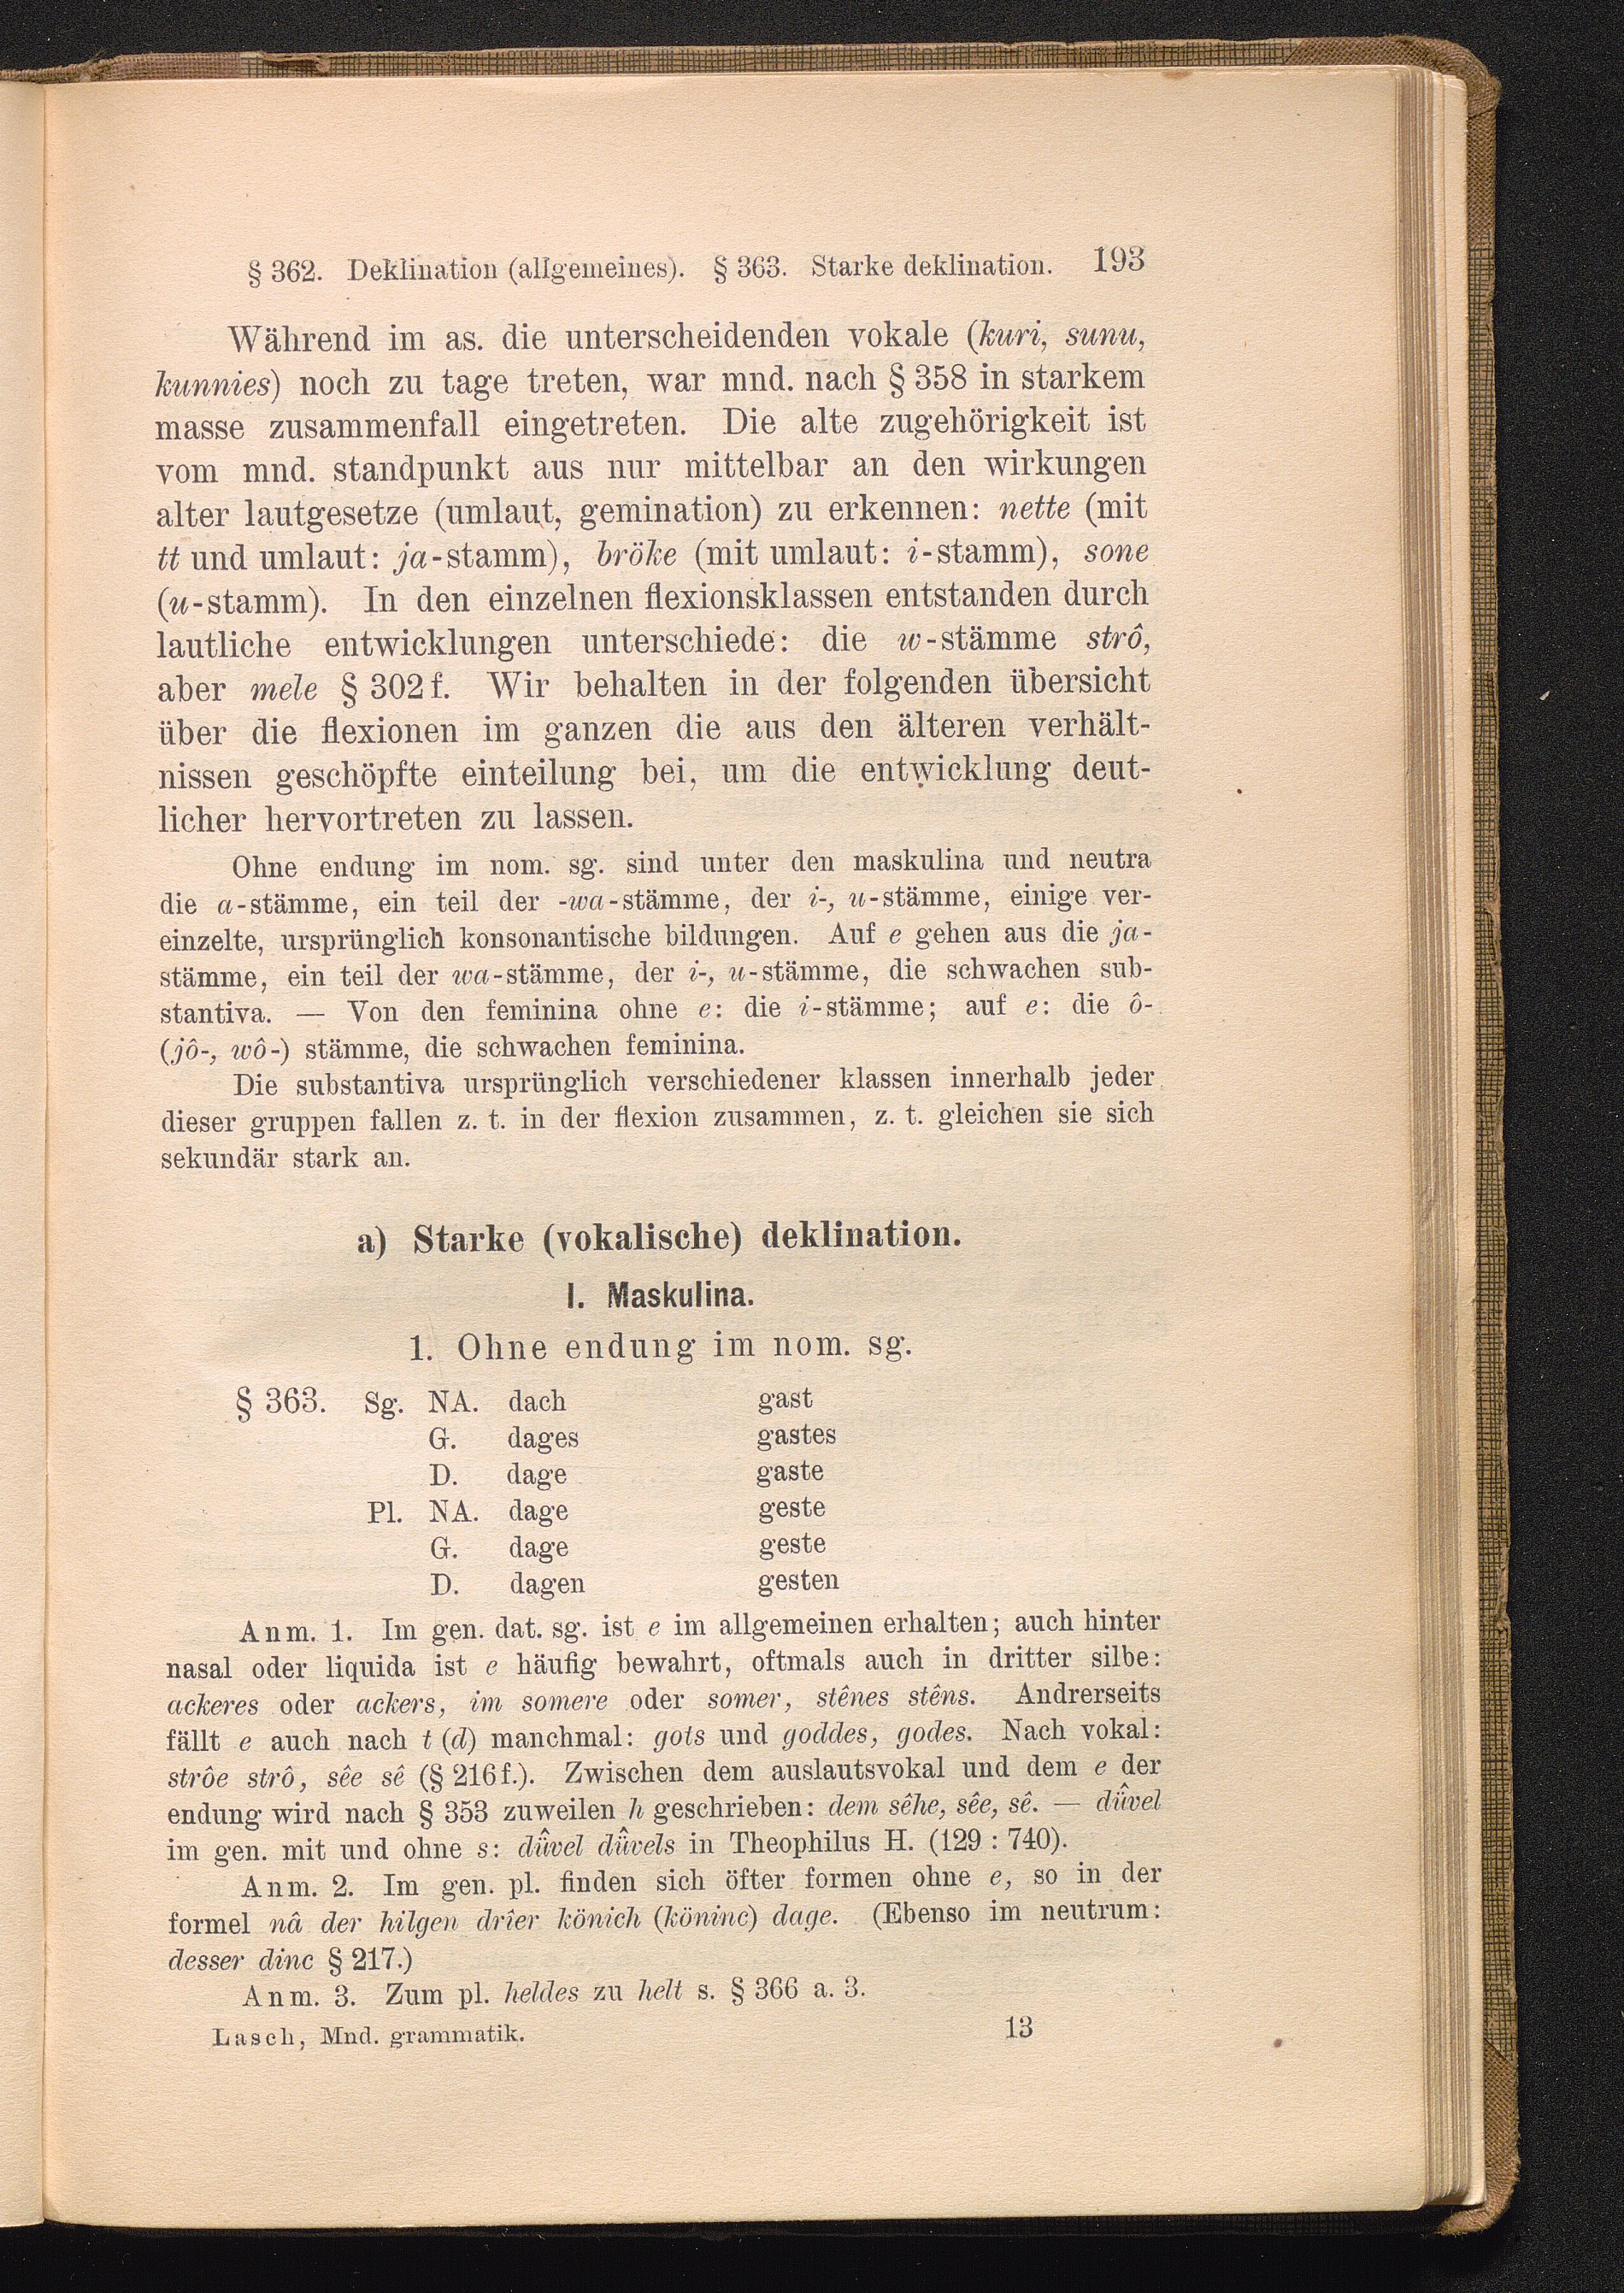 § 362. Deklination (allgemeines). § 363. Starke deklination. 193
Während im as. die unterscheidenden vokale (kuri, sunu,
kunnies) noch zu tage treten, war mnd. nach § 358 in starkem
masse zusammenfall eingetreten. Die alte zugehörigkeit ist
vom mnd. standpunkt aus nur mittelbar an den wirkungen
alter lautgesetze (umlaut, gemination) zu erkennen: nette (mit
tt und umlaut: ja-stamm), bröke (mit umlaut: i-stamm), sone
(u-stamm). In den einzelnen flexionsklassen entstanden durch
lautliche entwicklungen unterschiede: die w-stämme strô,
aber mele § 302 f. Wir behalten in der folgenden übersicht
über die flexionen im ganzen die aus den älteren verhält-
nissen geschöpfte einteilung bei, um die entwicklung deut-
licher hervortreten zu lassen.
Ohne endung im nom. sg. sind unter den maskulina und neutra
die a-stämme, ein teil der -wa-stämme, der i-, u-stämme, einige ver-
einzelte, ursprünglich konsonantische bildungen. Auf e gehen aus die ja-
stämme, ein teil der wa-stämme, der i-, u-stämme, die schwachen sub-
stantiva. — Von den feminina ohne e: die i-stämme; auf e: die ô-
(jô-, wô-) stämme, die schwachen feminina.
Die substantiva ursprünglich verschiedener klassen innerhalb jeder
dieser gruppen fallen z. t. in der flexion zusammen, z. t. gleichen sie sich
sekundär stark an.
a) Starke (vokalische) deklination.
I. Maskulina.
1. Ohne endung im nom. sg.
§ 363. Sg. NA. dach gast
G. dages gastes
D. dage gaste
Pl. NA. dage geste
G. dage geste
D. dagen gesten
Anm. 1. Im gen. dat. sg. ist e im allgemeinen erhalten; auch hinter
nasal oder liquida ist e häufig bewahrt, oftmals auch in dritter silbe:
ackeres oder ackers, im somere oder somer, stênes stêns. Andrerseits
fällt e auch nach t (d) manchmal: gots und goddes, godes. Nach vokal:
strôe strô, sêe sê (§ 216 f.). Zwischen dem auslautsvokal und dem e der
endung wird nach § 353 zuweilen h geschrieben: dem sêhe, sêe, sê. — dü̂vel
im gen. mit und ohne s: dü̂vel dü̂vels in Theophilus H. (129 : 740).
Anm. 2. Im gen. pl. finden sich öfter formen ohne e, so in der
formel nâ der hilgen drîer könich (köninc) dage. (Ebenso im neutrum:
desser dinc § 217.)
Anm. 3. Zum pl. heldes zu helt s. § 366 a. 3.
Lasch, Mnd. grammatik. 13